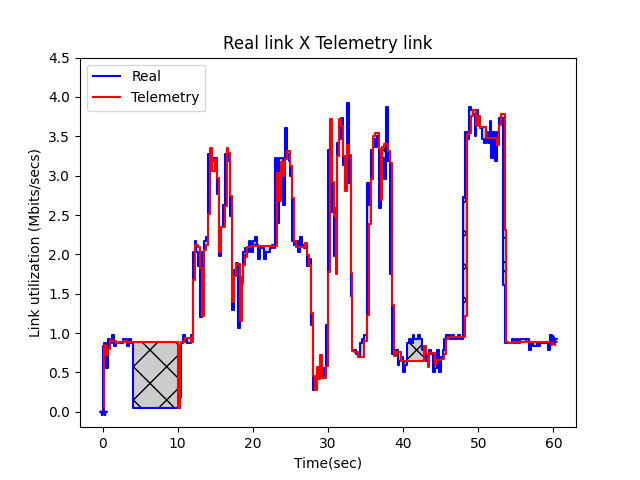 Real link X Telemetry link
Real
Telemetry
Link utilization (Mbits/secs)
4.5
4.0
3.5
3.0
2.5
2.0
1.5
1.0
0.5
0.0
0 10 20 30 40 50 60
Time(sec)